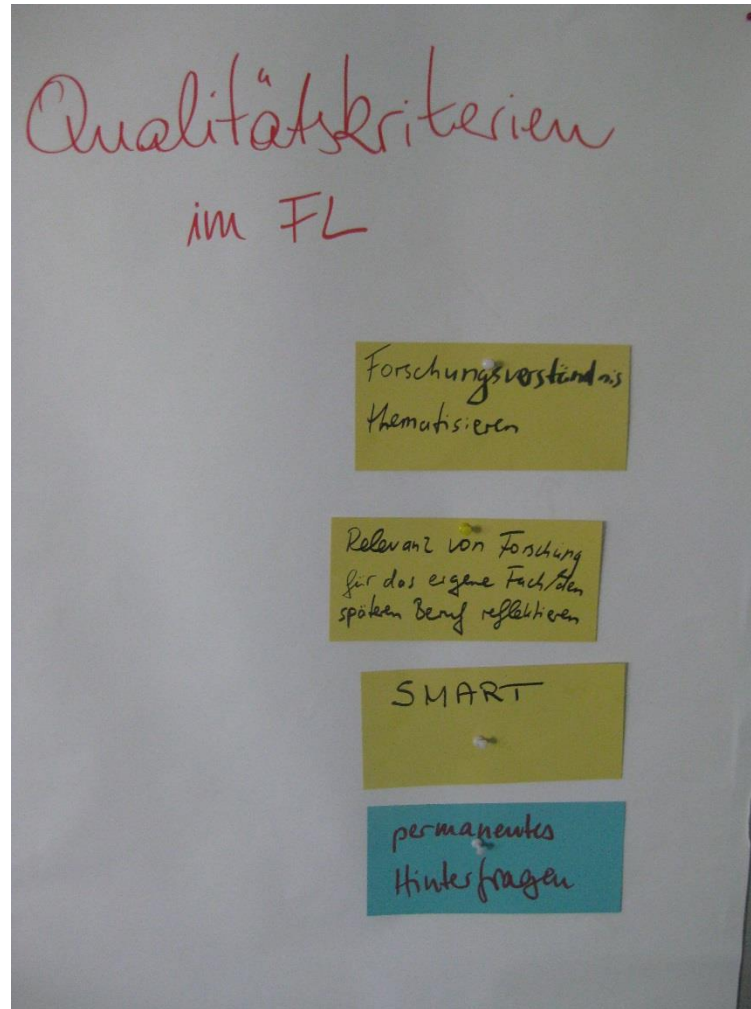 Qualitätskriterien
im FL
Forschungsverständnis
thematisieren
Relevanz von Forschung
für das eigene Fach/den
späteren Beruf reflektieren
SMART
permanentes
Hinterfragen